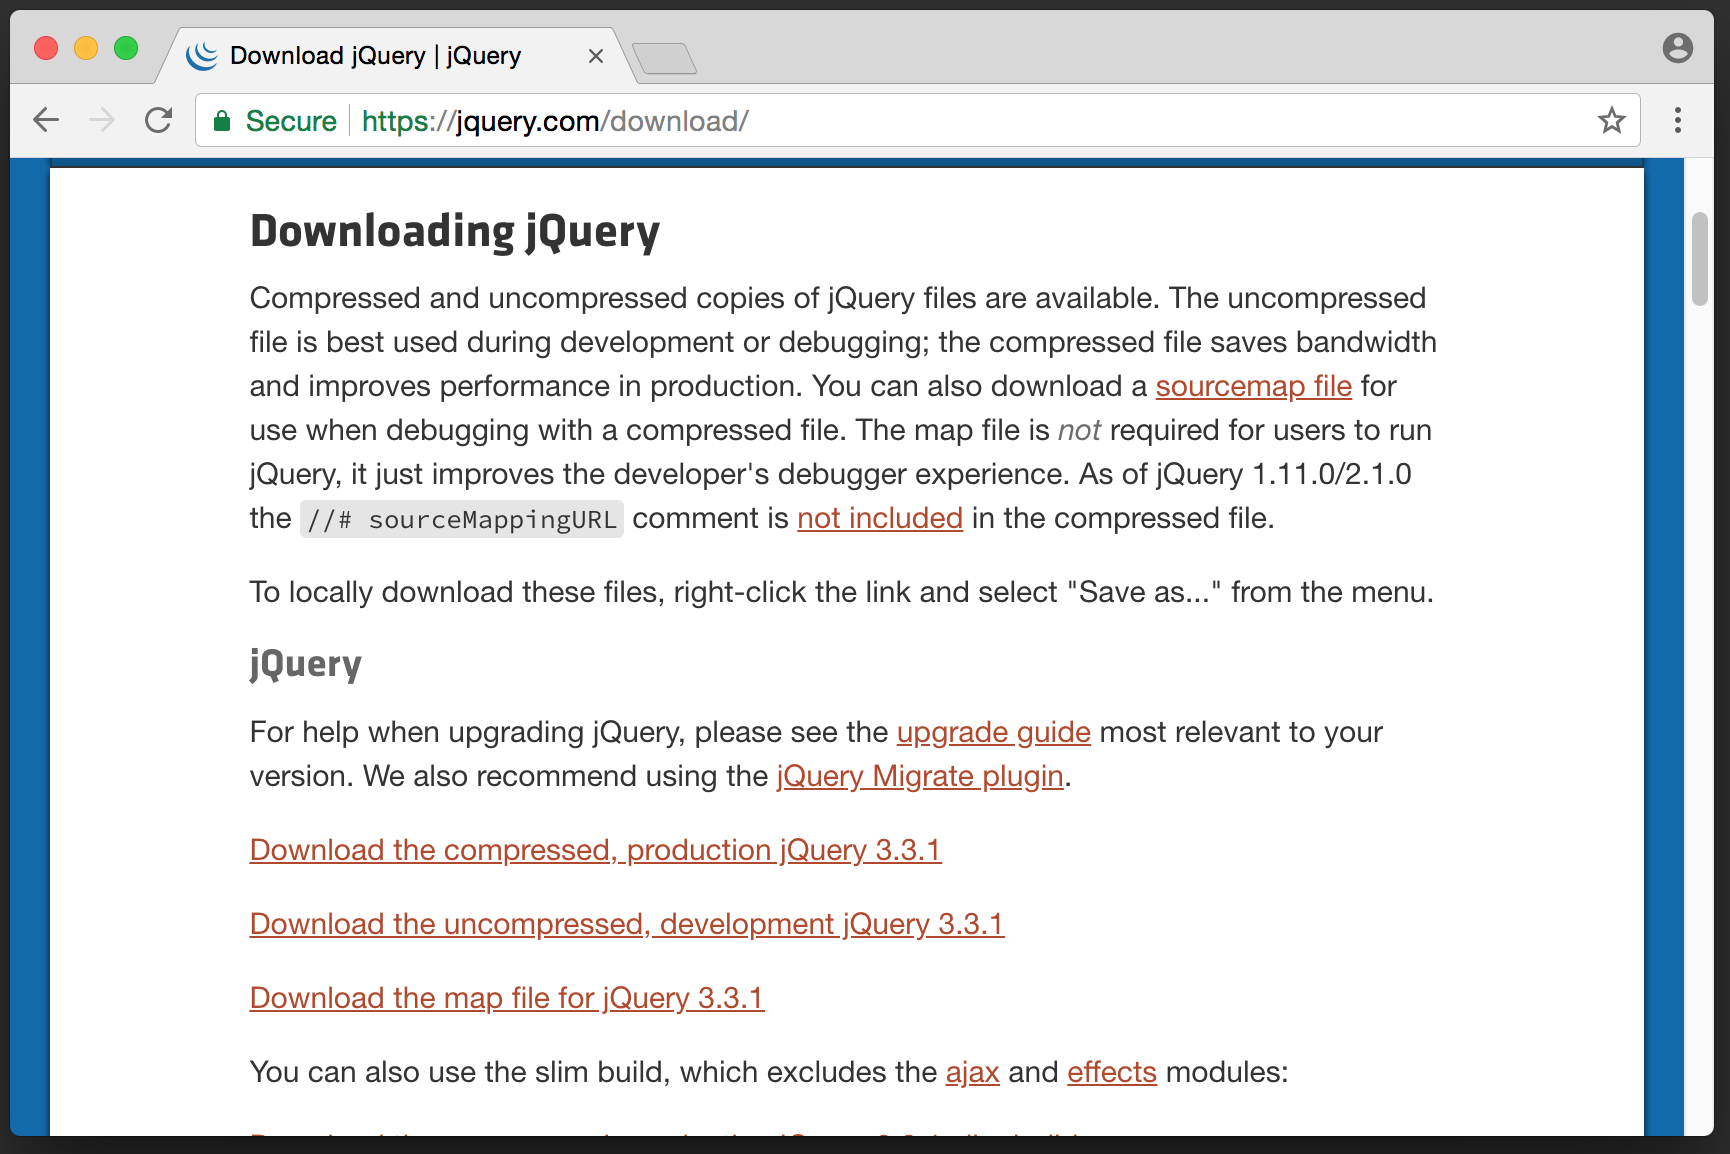 Download jQuery | jQuery
Secure https://jquery.com/download/
Downloading jQuery
Compressed and uncompressed copies of jQuery files are available. The uncompressed
file is best used during development or debugging; the compressed file saves bandwidth
and improves performance in production. You can also download a sourcemap file for
use when debugging with a compressed file. The map file is not required for users to run
jQuery, it just improves the developer's debugger experience. As of jQuery 1.11.0/2.1.0
the //# sourceMappingURL comment is not included in the compressed file.
To locally download these files, right-click the link and select "Save as..." from the menu.
jQuery
For help when upgrading jQuery, please see the upgrade guide most relevant to your
version. We also recommend using the jQuery Migrate plugin.
Download the compressed, production jQuery 3.3.1
Download the uncompressed, development jQuery 3.3.1
Download the map file for jQuery 3.3.1
You can also use the slim build, which excludes the ajax and effects modules: